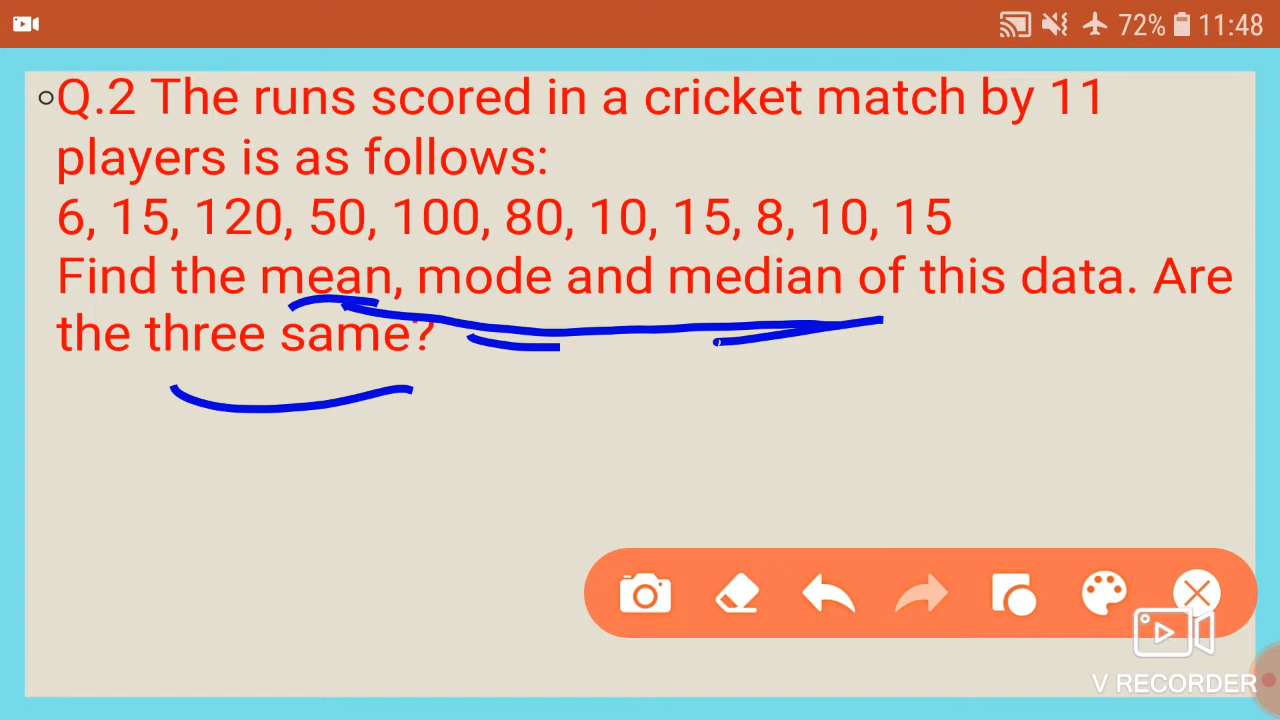 72% 11:48
Q.2 The runs scored in a cricket match by 11
players is as follows:
6, 15, 120, 50, 100, 80, 10, 15, 8, 10, 15
Find the mean, mode and median of this data. Are
the three same?
V RECORDER